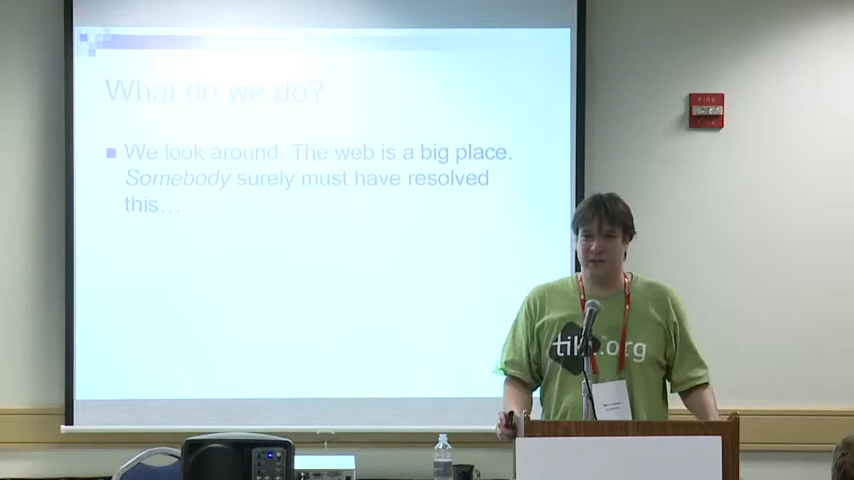 What do we do?
We look around. The web is a big place.
Somebody surely must have resolved
this…
FIRE
tiki.org